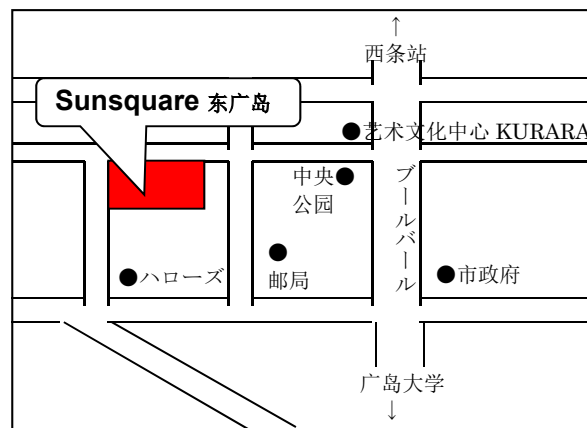 ↑
西条站
Sunsquare 东广岛
●艺术文化中心 KURARA
中央●
公园
ブールバール
●
邮局
●ハローズ
●市政府
广岛大学
↓